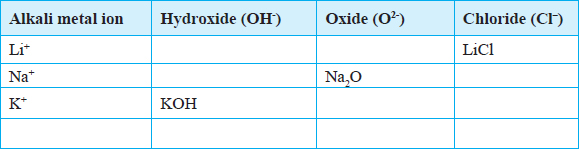 Alkali metal ion Hydroxide (OH⁻) Oxide (O²⁻) Chloride (Cl⁻)
Li⁺ LiCl
Na⁺ Na₂O
K⁺ KOH